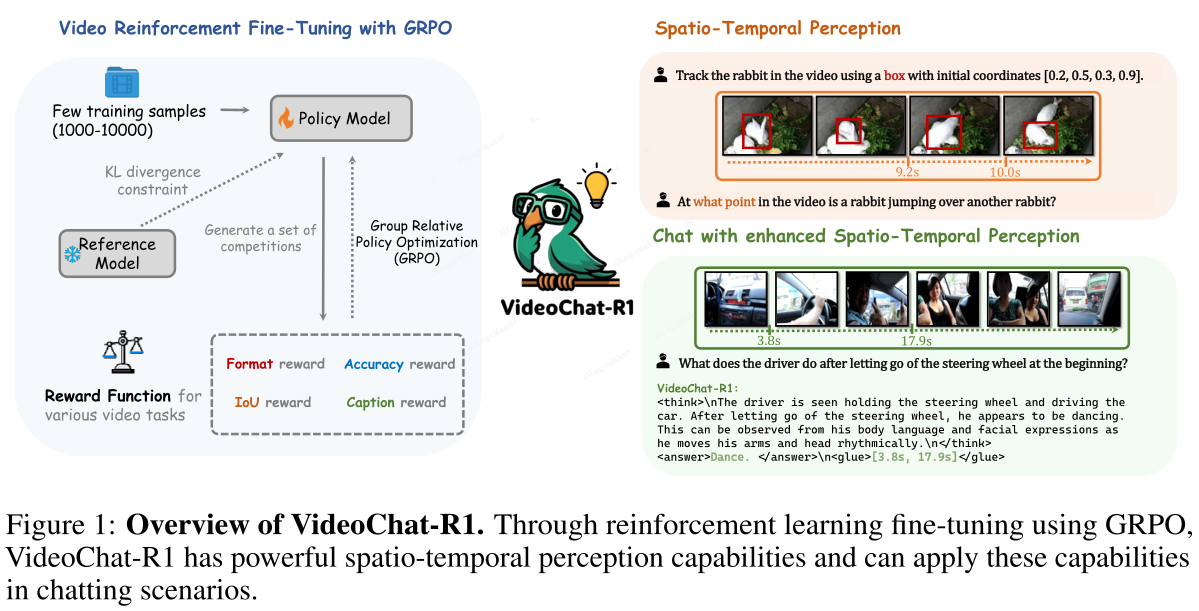 Video Reinforcement Fine-Tuning with GRPO
Few training samples
(1000-10000)
Policy Model
KL divergence
constraint
Generate a set of
competitions
Group Relative
Policy Optimization
(GRPO)
Reference
Model
Reward Function for
various video tasks
Format reward
Accuracy reward
IoU reward
Caption reward
VideoChat-R1
Spatio-Temporal Perception
Track the rabbit in the video using a box with initial coordinates [0.2, 0.5, 0.3, 0.9].
9.2s
10.0s
At what point in the video is a rabbit jumping over another rabbit?
Chat with enhanced Spatio-Temporal Perception
3.8s
17.9s
What does the driver do after letting go of the steering wheel at the beginning?
VideoChat-R1:
<think>\nThe driver is seen holding the steering wheel and driving the
car. After letting go of the steering wheel, he appears to be dancing.
This can be observed from his body language and facial expressions as
he moves his arms and head rhythmically.\n</think>
<answer>Dance. </answer>\n<glue>[3.8s, 17.9s]</glue>
Figure 1: Overview of VideoChat-R1. Through reinforcement learning fine-tuning using GRPO,
VideoChat-R1 has powerful spatio-temporal perception capabilities and can apply these capabilities
in chatting scenarios.